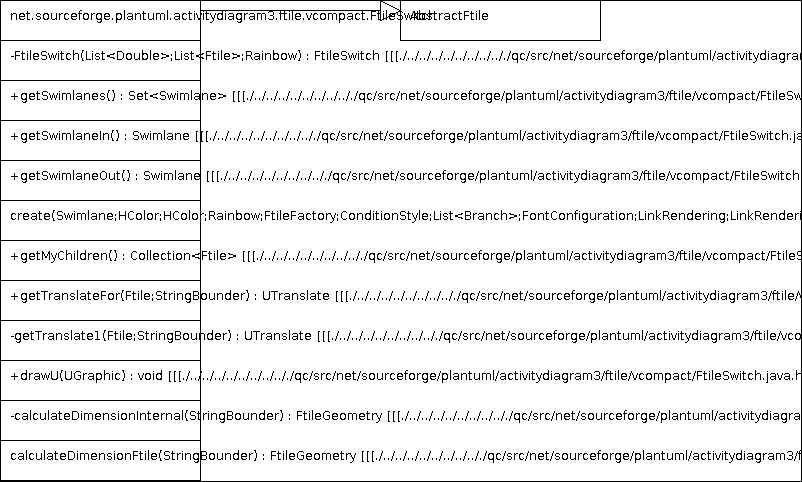 net.sourceforge.plantuml.activitydiagram3.ftile.vcompact.FtileSwitch
AbstractFtile
-FtileSwitch(List<Double>;List<Ftile>;Rainbow) : FtileSwitch [[[./../../../../../../../../../qc/src/net/sourceforge/plantuml/activitydiagra
+getSwimlanes() : Set<Swimlane> [[[./../../../../../../../../../qc/src/net/sourceforge/plantuml/activitydiagram3/ftile/vcompact/FtileSw
+getSwimlaneIn() : Swimlane [[[./../../../../../../../../../qc/src/net/sourceforge/plantuml/activitydiagram3/ftile/vcompact/FtileSwitch.ja
+getSwimlaneOut() : Swimlane [[[./../../../../../../../../../qc/src/net/sourceforge/plantuml/activitydiagram3/ftile/vcompact/FtileSwitch
create(Swimlane;HColor;HColor;Rainbow;FtileFactory;ConditionStyle;List<Branch>;FontConfiguration;LinkRendering;LinkRenderi
+getMyChildren() : Collection<Ftile> [[[./../../../../../../../../../qc/src/net/sourceforge/plantuml/activitydiagram3/ftile/vcompact/FtileS
+getTranslateFor(Ftile;StringBounder) : UTranslate [[[./../../../../../../../../../qc/src/net/sourceforge/plantuml/activitydiagram3/ftile/v
-getTranslate1(Ftile;StringBounder) : UTranslate [[[./../../../../../../../../../qc/src/net/sourceforge/plantuml/activitydiagram3/ftile/vco
+drawU(UGraphic) : void [[[./../../../../../../../../../qc/src/net/sourceforge/plantuml/activitydiagram3/ftile/vcompact/FtileSwitch.java.h
-calculateDimensionInternal(StringBounder) : FtileGeometry [[[./../../../../../../../../../qc/src/net/sourceforge/plantuml/activitydiagra
calculateDimensionFtile(StringBounder) : FtileGeometry [[[./../../../../../../../../../qc/src/net/sourceforge/plantuml/activitydiagram3/f